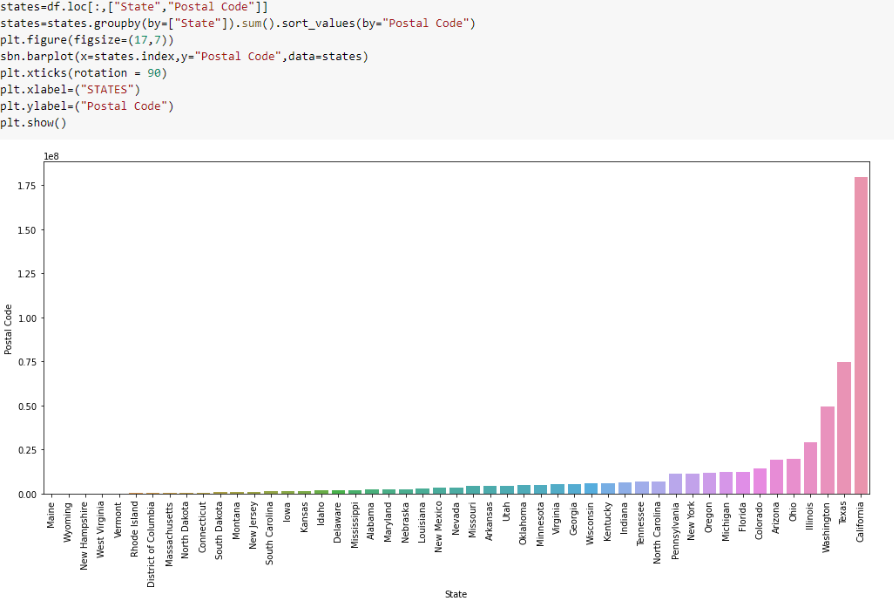 states=df.loc[:,["State","Postal Code"]]
states=states.groupby(by=["State"]).sum().sort_values(by="Postal Code")
plt.figure(figsize=(17,7))
sbn.barplot(x=states.index,y="Postal Code",data=states)
plt.xticks(rotation = 90)
plt.xlabel=("STATES")
plt.ylabel=("Postal Code")
plt.show()
1e8
1.75
1.50
1.25
1.00
0.75
0.50
0.25
0.00
Postal Code
Maine
Wyoming
New Hampshire
West Virginia
Vermont
Rhode Island
District of Columbia
Massachusetts
North Dakota
Connecticut
South Dakota
Montana
New Jersey
South Carolina
Iowa
Kansas
Idaho
Delaware
Mississippi
Alabama
Maryland
Nebraska
Louisiana
New Mexico
Nevada
Missouri
Arkansas
Utah
Oklahoma
Minnesota
Virginia
Georgia
Wisconsin
Kentucky
Indiana
Tennessee
North Carolina
Pennsylvania
New York
Oregon
Michigan
Florida
Colorado
Arizona
Ohio
Illinois
Washington
Texas
California
State